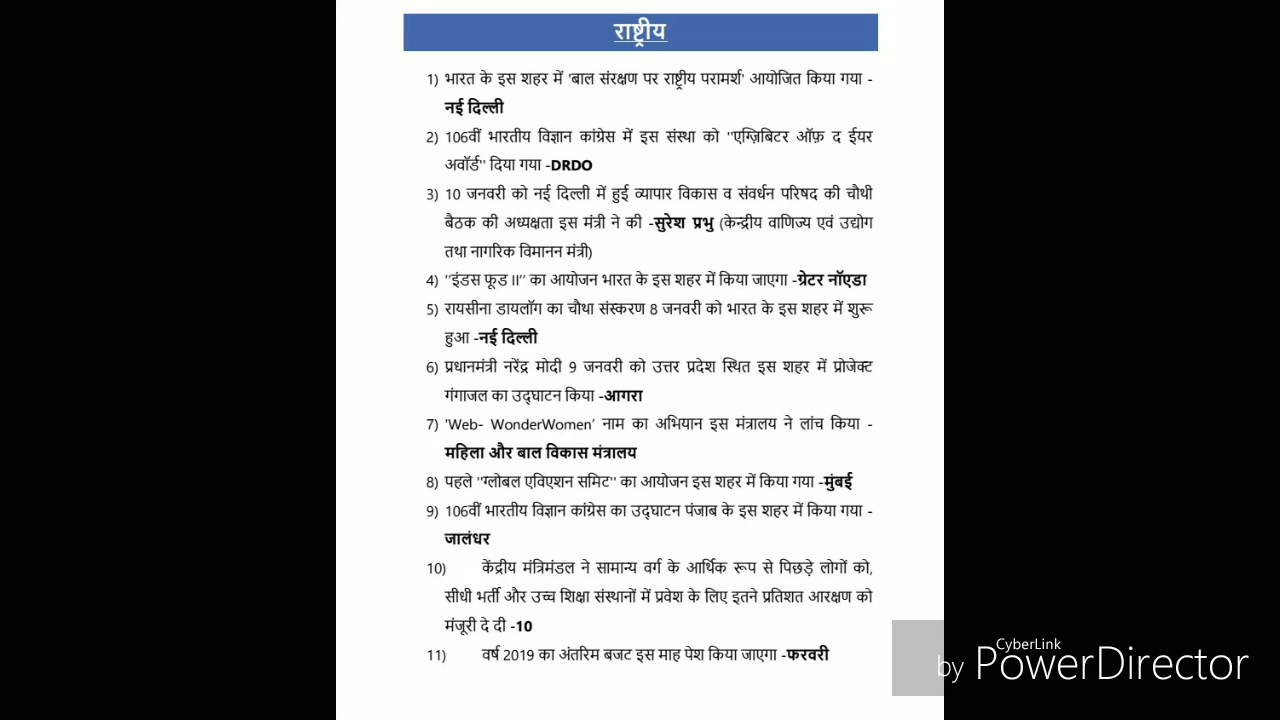 राष्ट्रीय
1) भारत के इस शहर में 'बाल संरक्षण पर राष्ट्रीय परामर्श' आयोजित किया गया -
नई दिल्ली
2) 106वीं भारतीय विज्ञान कांग्रेस में इस संस्था को "एग्ज़िबिटर ऑफ़ द ईयर
अवॉर्ड" दिया गया -DRDO
3) 10 जनवरी को नई दिल्ली में हुई व्यापार विकास व संवर्धन परिषद की चौथी
बैठक की अध्यक्षता इस मंत्री ने की -सुरेश प्रभु (केन्द्रीय वाणिज्य एवं उद्योग
तथा नागरिक विमानन मंत्री)
4) ''इंडस फूड II'' का आयोजन भारत के इस शहर में किया जाएगा -ग्रेटर नॉएडा
5) रायसीना डायलॉग का चौथा संस्करण 8 जनवरी को भारत के इस शहर में शुरू
हुआ -नई दिल्ली
6) प्रधानमंत्री नरेंद्र मोदी 9 जनवरी को उत्तर प्रदेश स्थित इस शहर में प्रोजेक्ट
गंगाजल का उद्घाटन किया -आगरा
7) 'Web- WonderWomen' नाम का अभियान इस मंत्रालय ने लांच किया -
महिला और बाल विकास मंत्रालय
8) पहले "ग्लोबल एविएशन समिट" का आयोजन इस शहर में किया गया -मुंबई
9) 106वीं भारतीय विज्ञान कांग्रेस का उद्घाटन पंजाब के इस शहर में किया गया -
जालंधर
10) केंद्रीय मंत्रिमंडल ने सामान्य वर्ग के आर्थिक रूप से पिछड़े लोगों को,
सीधी भर्ती और उच्च शिक्षा संस्थानों में प्रवेश के लिए इतने प्रतिशत आरक्षण को
मंजूरी दे दी -10
11) वर्ष 2019 का अंतरिम बजट इस माह पेश किया जाएगा -फरवरी
CyberLink
by PowerDirector